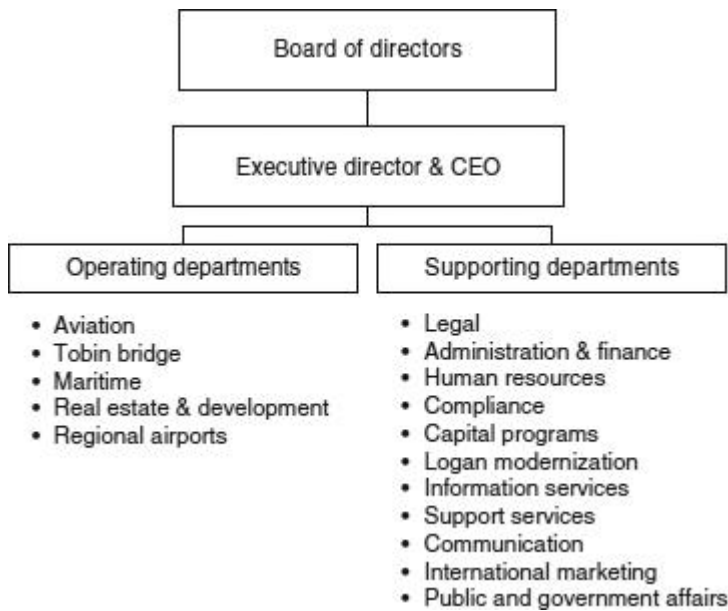 Board of directors
Executive director & CEO
Operating departments
Supporting departments
• Aviation
• Tobin bridge
• Maritime
• Real estate & development
• Regional airports
• Legal
• Administration & finance
• Human resources
• Compliance
• Capital programs
• Logan modernization
• Information services
• Support services
• Communication
• International marketing
• Public and government affairs